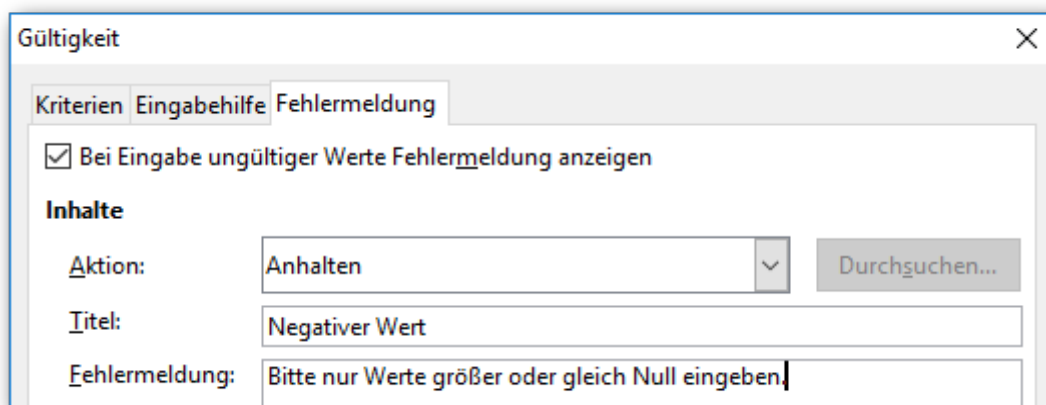 Gültigkeit
Kriterien Eingabehilfe Fehlermeldung
Bei Eingabe ungültiger Werte Fehlermeldung anzeigen
Inhalte
Aktion: Anhalten Durchsuchen...
Titel: Negativer Wert
Fehlermeldung: Bitte nur Werte größer oder gleich Null eingeben.